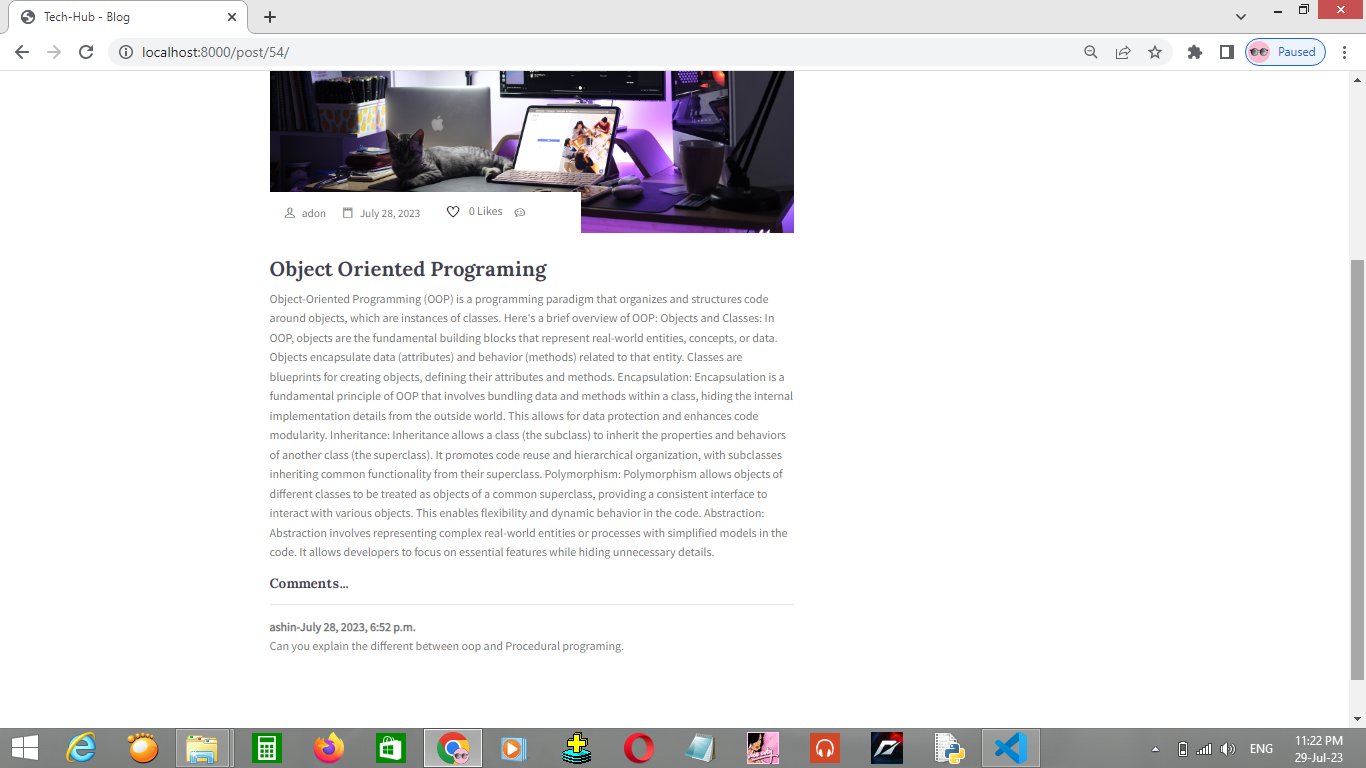 Tech-Hub - Blog
localhost:8000/post/54/
Paused
adon July 28, 2023 0 Likes
Object Oriented Programing
Object-Oriented Programming (OOP) is a programming paradigm that organizes and structures code
around objects, which are instances of classes. Here's a brief overview of OOP: Objects and Classes: In
OOP, objects are the fundamental building blocks that represent real-world entities, concepts, or data.
Objects encapsulate data (attributes) and behavior (methods) related to that entity. Classes are
blueprints for creating objects, defining their attributes and methods. Encapsulation: Encapsulation is a
fundamental principle of OOP that involves bundling data and methods within a class, hiding the internal
implementation details from the outside world. This allows for data protection and enhances code
modularity. Inheritance: Inheritance allows a class (the subclass) to inherit the properties and behaviors
of another class (the superclass). It promotes code reuse and hierarchical organization, with subclasses
inheriting common functionality from their superclass. Polymorphism: Polymorphism allows objects of
different classes to be treated as objects of a common superclass, providing a consistent interface to
interact with various objects. This enables flexibility and dynamic behavior in the code. Abstraction:
Abstraction involves representing complex real-world entities or processes with simplified models in the
code. It allows developers to focus on essential features while hiding unnecessary details.
Comments...
ashin-July 28, 2023, 6:52 p.m.
Can you explain the different between oop and Procedural programing.
ENG
11:22 PM
29-Jul-23